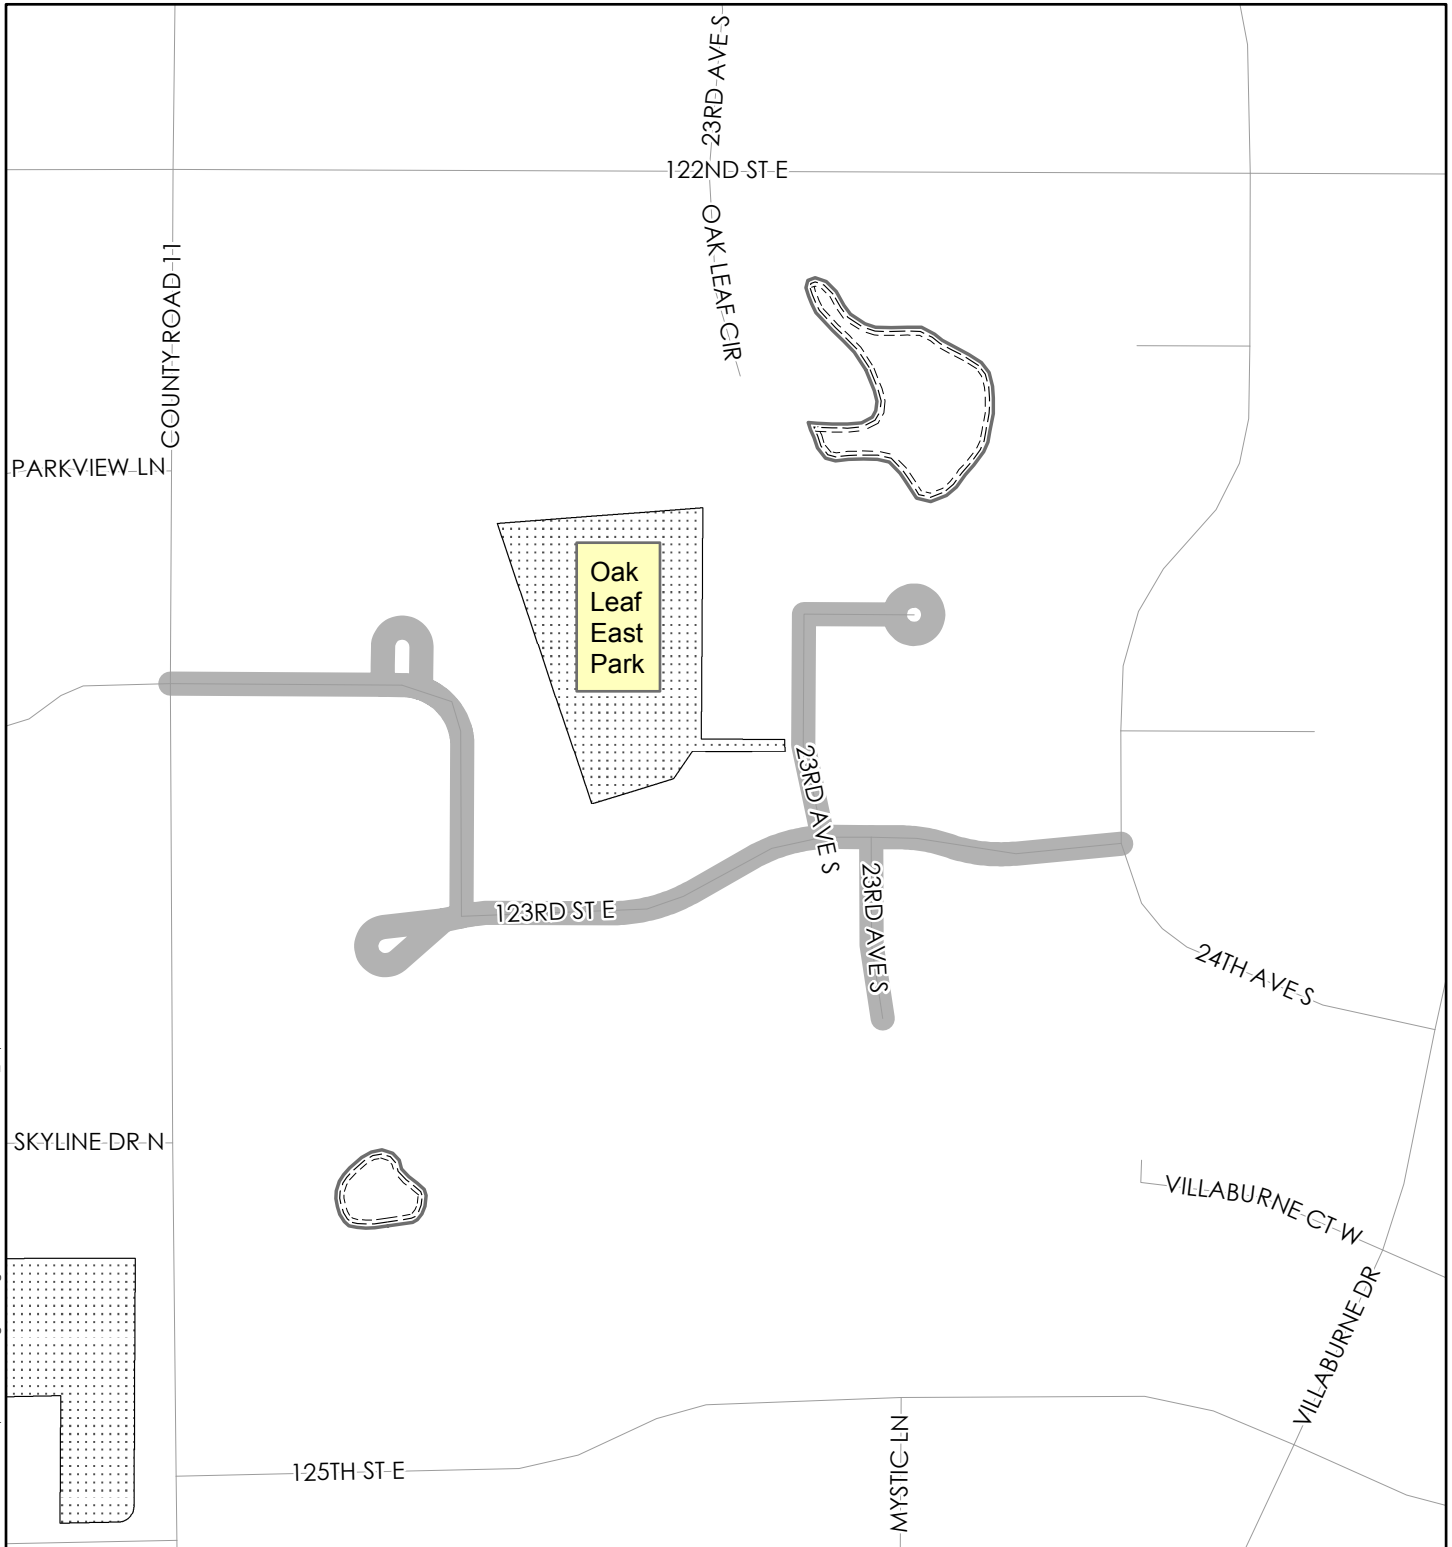 23RD AVE S
122ND ST E
OAK LEAF CIR
COUNTY ROAD 11
PARKVIEW LN
Oak
Leaf
East
Park
23RD AVE S
23RD AVE S
123RD ST E
24TH AVE S
SKYLINE DR N
VILLABURNE CT W
VILLABURNE DR
125TH ST E
MYSTIC LN